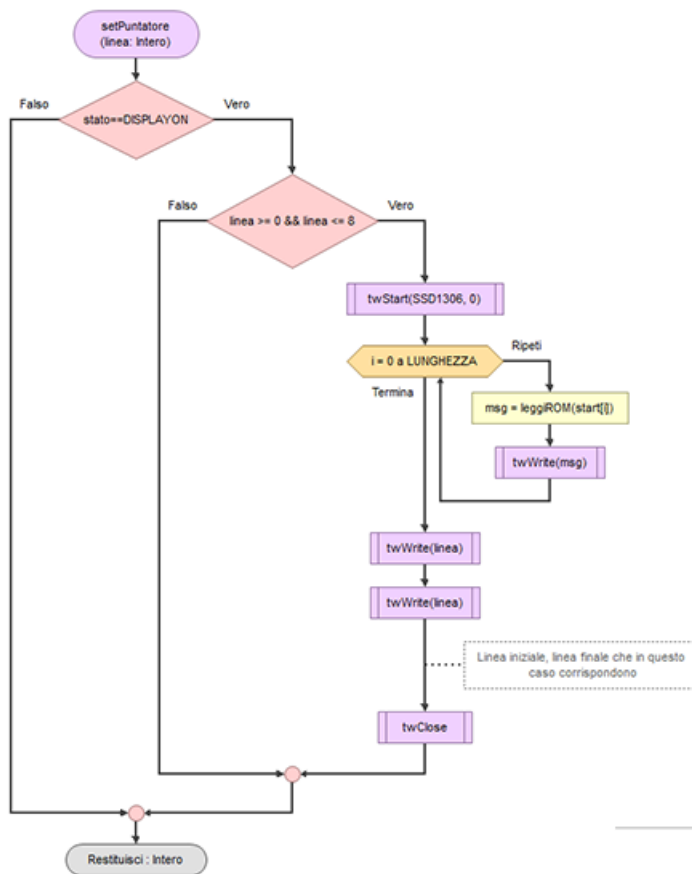 setPuntatore
(linea: Intero)
Falso
Vero
stato==DISPLAYON
Falso
Vero
linea >= 0 && linea <= 8
twStart(SSD1306, 0)
Ripeti
i = 0 a LUNGHEZZA
Termina
msg = leggiROM(start[i])
twWrite(msg)
twWrite(linea)
twWrite(linea)
Linea iniziale, linea finale che in questo
caso corrispondono
twClose
Restituisci : Intero